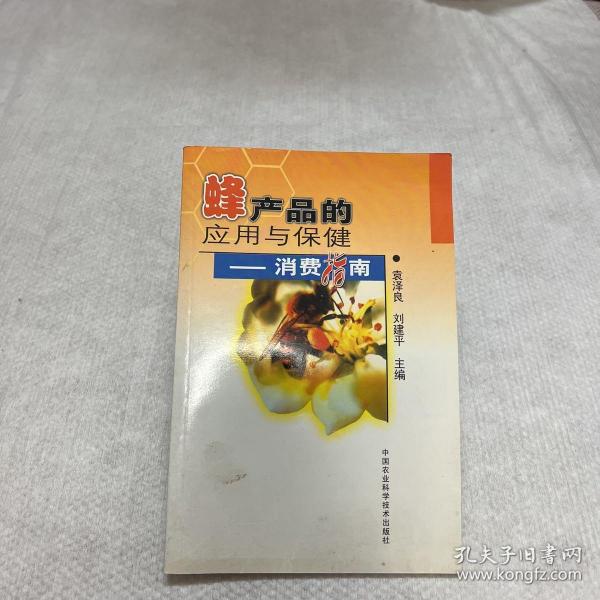 蜂产品的
应用与保健
——消费指南
袁泽良 刘建平 主编
中国农业科学技术出版社
孔夫子旧书网
www.kongfz.com